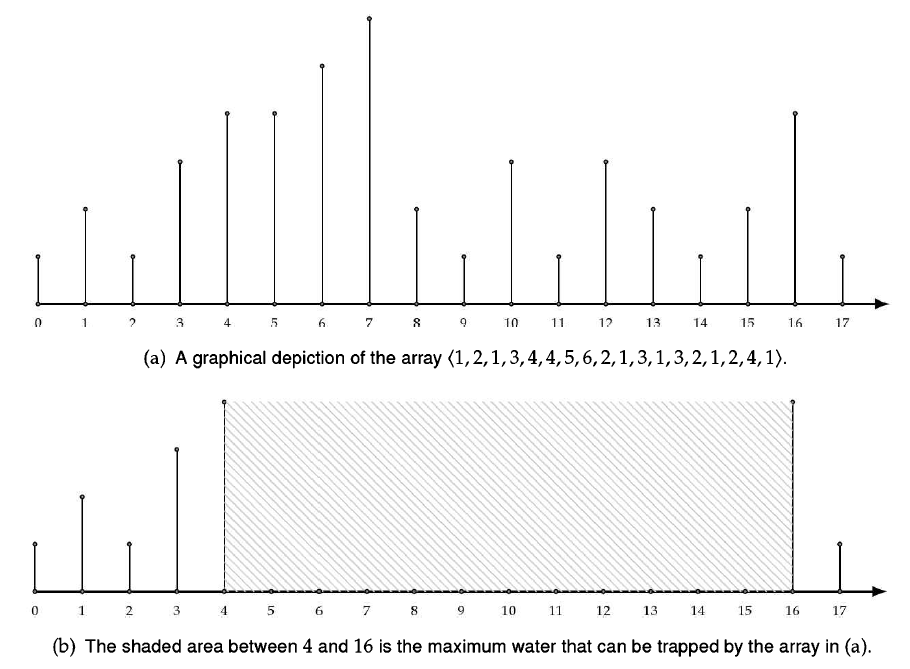 0 1 2 3 4 5 6 7 8 9 10 11 12 13 14 15 16 17
(a) A graphical depiction of the array ⟨1, 2, 1, 3, 4, 4, 5, 6, 2, 1, 3, 1, 3, 2, 1, 2, 4, 1⟩.
0 1 2 3 4 5 6 7 8 9 10 11 12 13 14 15 16 17
(b) The shaded area between 4 and 16 is the maximum water that can be trapped by the array in (a).